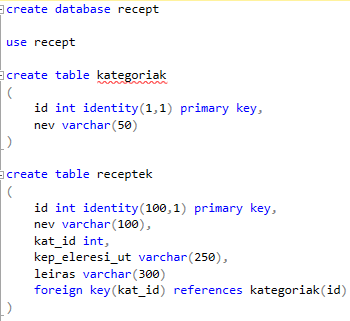 create database recept
use recept
create table kategoriak
(
id int identity(1,1) primary key,
nev varchar(50)
)
create table receptek
(
id int identity(100,1) primary key,
nev varchar(100),
kat_id int,
kep_eleresi_ut varchar(250),
leiras varchar(300)
foreign key(kat_id) references kategoriak(id)
)